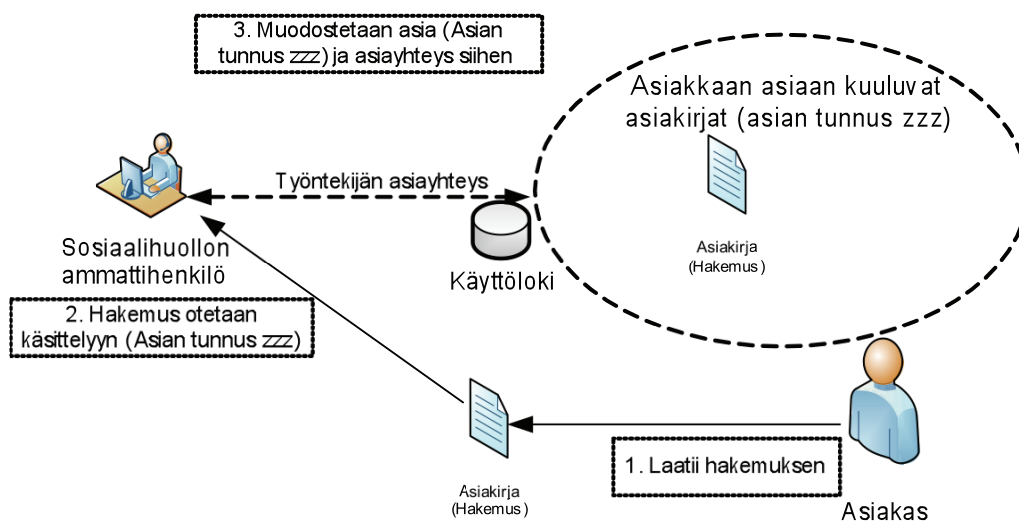 3. Muodostetaan asia (Asian
tunnus zzz) ja asiayhteys siihen
Asiakkaan asiaan kuuluvat
asiakirjat (asian tunnus zzz)
Työntekijän asiayhteys
Asiakirja
(Hakemus)
Sosiaalihuollon
ammattihenkilö
Käyttöloki
2. Hakemus otetaan
käsittelyyn (Asian tunnus zzz)
1. Laatii hakemuksen
Asiakirja
(Hakemus)
Asiakas